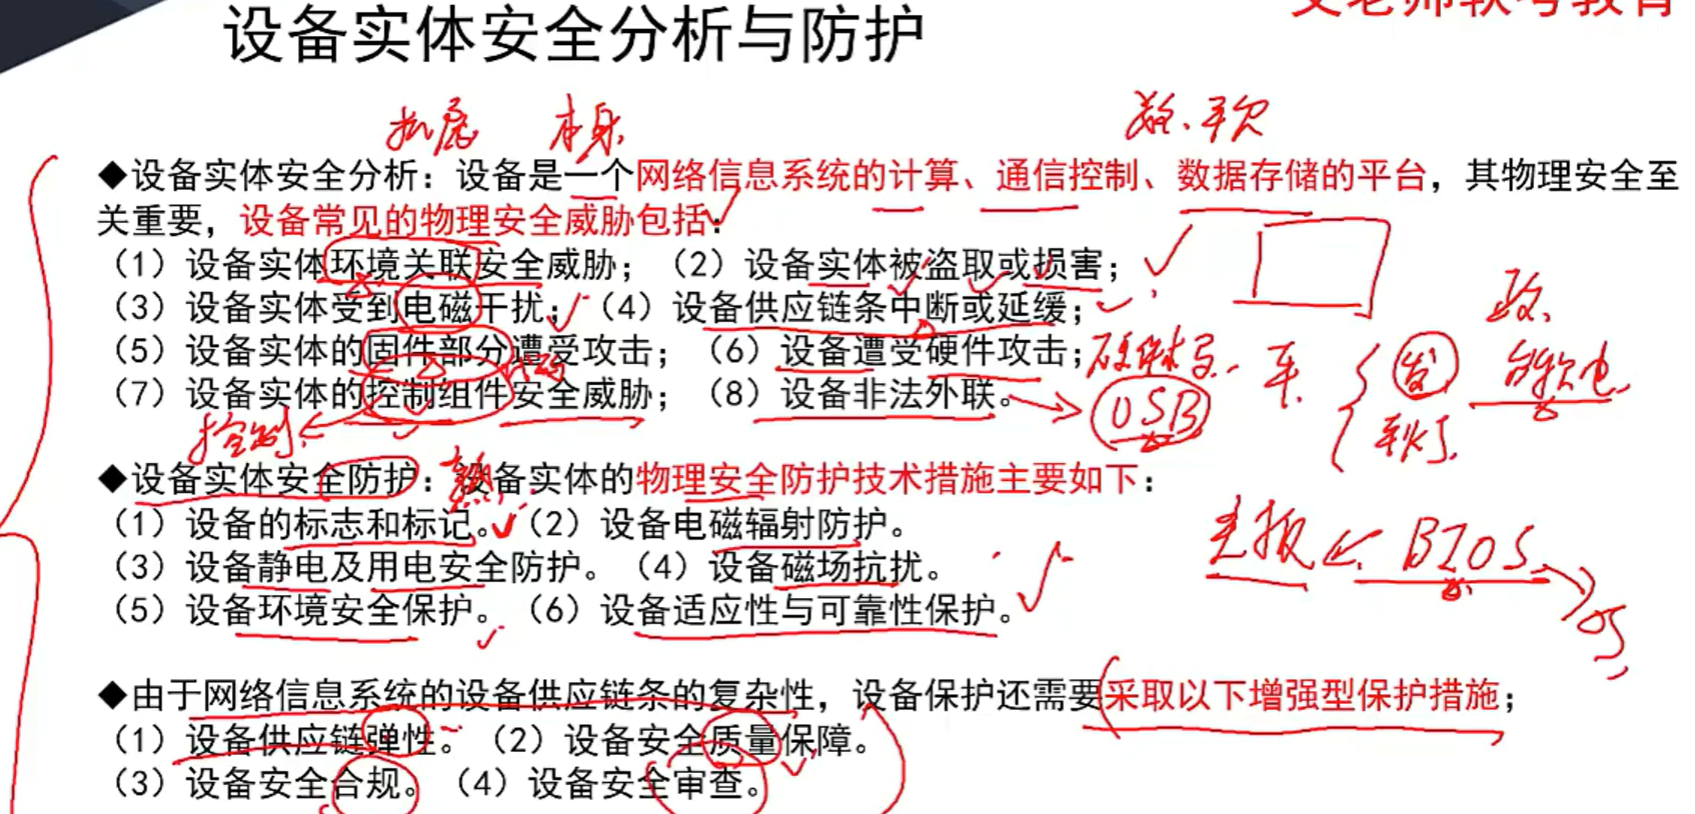 设备实体安全分析与防护
老师软考教育
本身
◆设备实体安全分析：设备是一个网络信息系统的计算、通信控制、数据存储的平台，其物理安全至
关重要，设备常见的物理安全威胁包括：
（1）设备实体环境关联安全威胁；（2）设备实体被盗取或损害；
（3）设备实体受到电磁干扰；（4）设备供应链条中断或延缓；
（5）设备实体的固件部分遭受攻击；（6）设备遭受硬件攻击；
（7）设备实体的控制组件安全威胁；（8）设备非法外联。
USB
◆设备实体安全防护：设备实体的物理安全防护技术措施主要如下：
（1）设备的标志和标记。（2）设备电磁辐射防护。
（3）设备静电及用电安全防护。（4）设备磁场抗扰。
BIOS
（5）设备环境安全保护。（6）设备适应性与可靠性保护。
◆由于网络信息系统的设备供应链条的复杂性，设备保护还需要采取以下增强型保护措施；
（1）设备供应链弹性。（2）设备安全质量保障。
（3）设备安全合规。（4）设备安全审查。